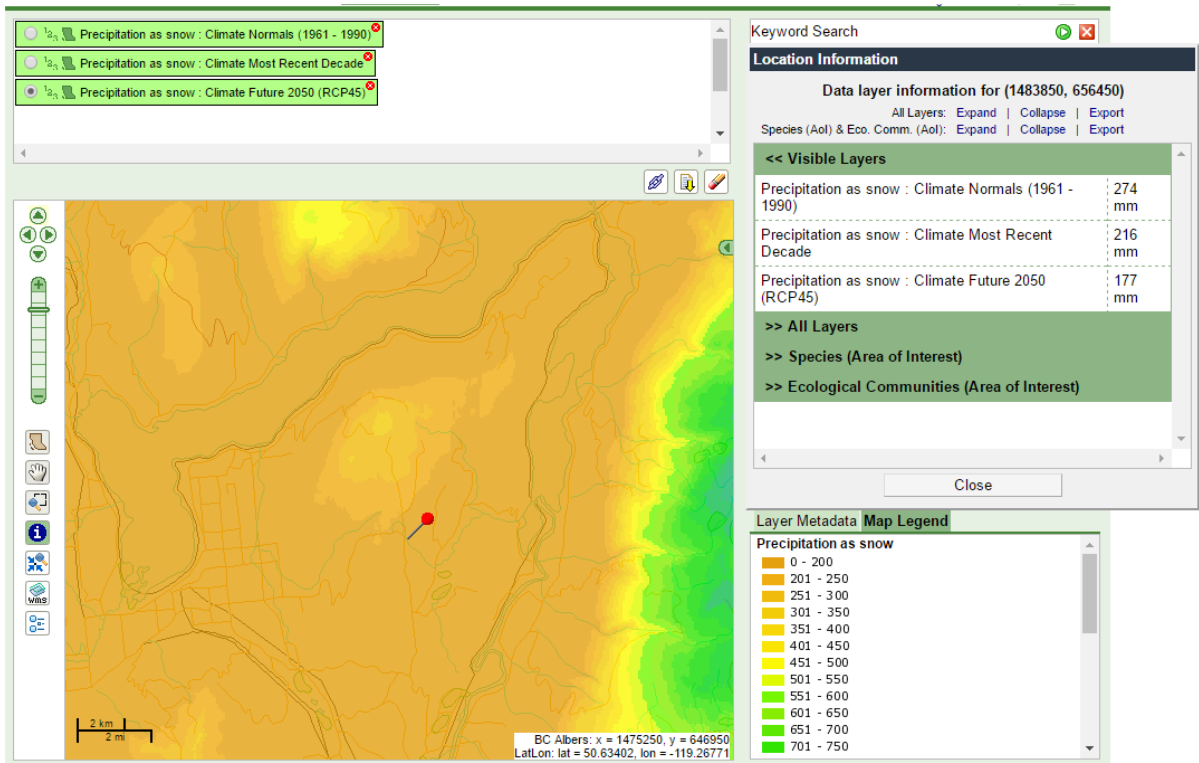 Precipitation as snow : Climate Normals (1961 - 1990)
Precipitation as snow : Climate Most Recent Decade
Precipitation as snow : Climate Future 2050 (RCP45)
Keyword Search
Location Information
Data layer information for (1483850, 656450)
All Layers: Expand | Collapse | Export
Species (AoI) & Eco. Comm. (AoI): Expand | Collapse | Export
<< Visible Layers
Precipitation as snow : Climate Normals (1961 - 274
1990) mm
Precipitation as snow : Climate Most Recent 216
Decade mm
Precipitation as snow : Climate Future 2050 177
(RCP45) mm
>> All Layers
>> Species (Area of Interest)
>> Ecological Communities (Area of Interest)
Close
wms
2 km
2 mi
BC Albers: x = 1475250, y = 646950
LatLon: lat = 50.63402, lon = -119.26771
Layer Metadata Map Legend
Precipitation as snow
0 - 200
201 - 250
251 - 300
301 - 350
351 - 400
401 - 450
451 - 500
501 - 550
551 - 600
601 - 650
651 - 700
701 - 750